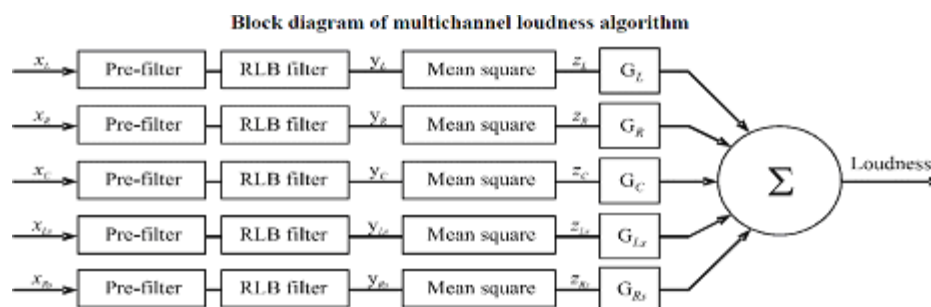 Block diagram of multichannel loudness algorithm
x_L Pre-filter RLB filter y_L Mean square z_L G_L
x_R Pre-filter RLB filter y_R Mean square z_R G_R
x_C Pre-filter RLB filter y_C Mean square z_C G_C Σ Loudness
x_Ls Pre-filter RLB filter y_Ls Mean square z_Ls G_Ls
x_Rs Pre-filter RLB filter y_Rs Mean square z_Rs G_Rs